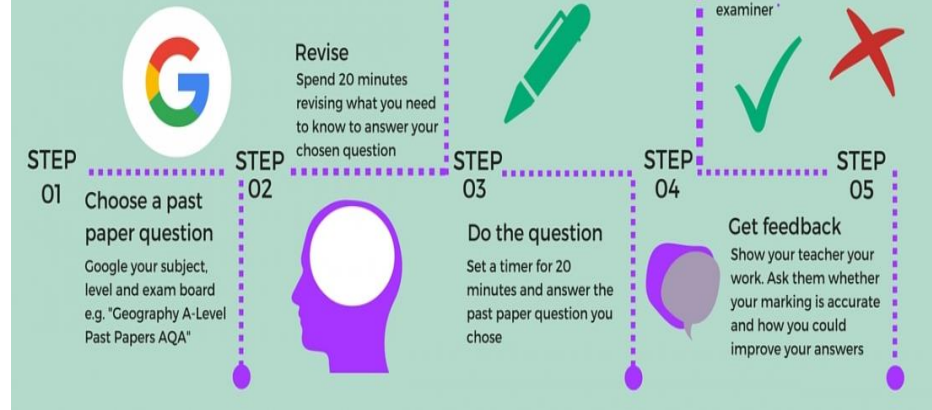 STEP
01
Choose a past
paper question
Google your subject,
level and exam board
e.g. "Geography A-Level
Past Papers AQA"
STEP
02
Revise
Spend 20 minutes
revising what you need
to know to answer your
chosen question
STEP
03
Do the question
Set a timer for 20
minutes and answer the
past paper question you
chose
STEP
04
examiner
STEP
05
Get feedback
Show your teacher your
work. Ask them whether
your marking is accurate
and how you could
improve your answers